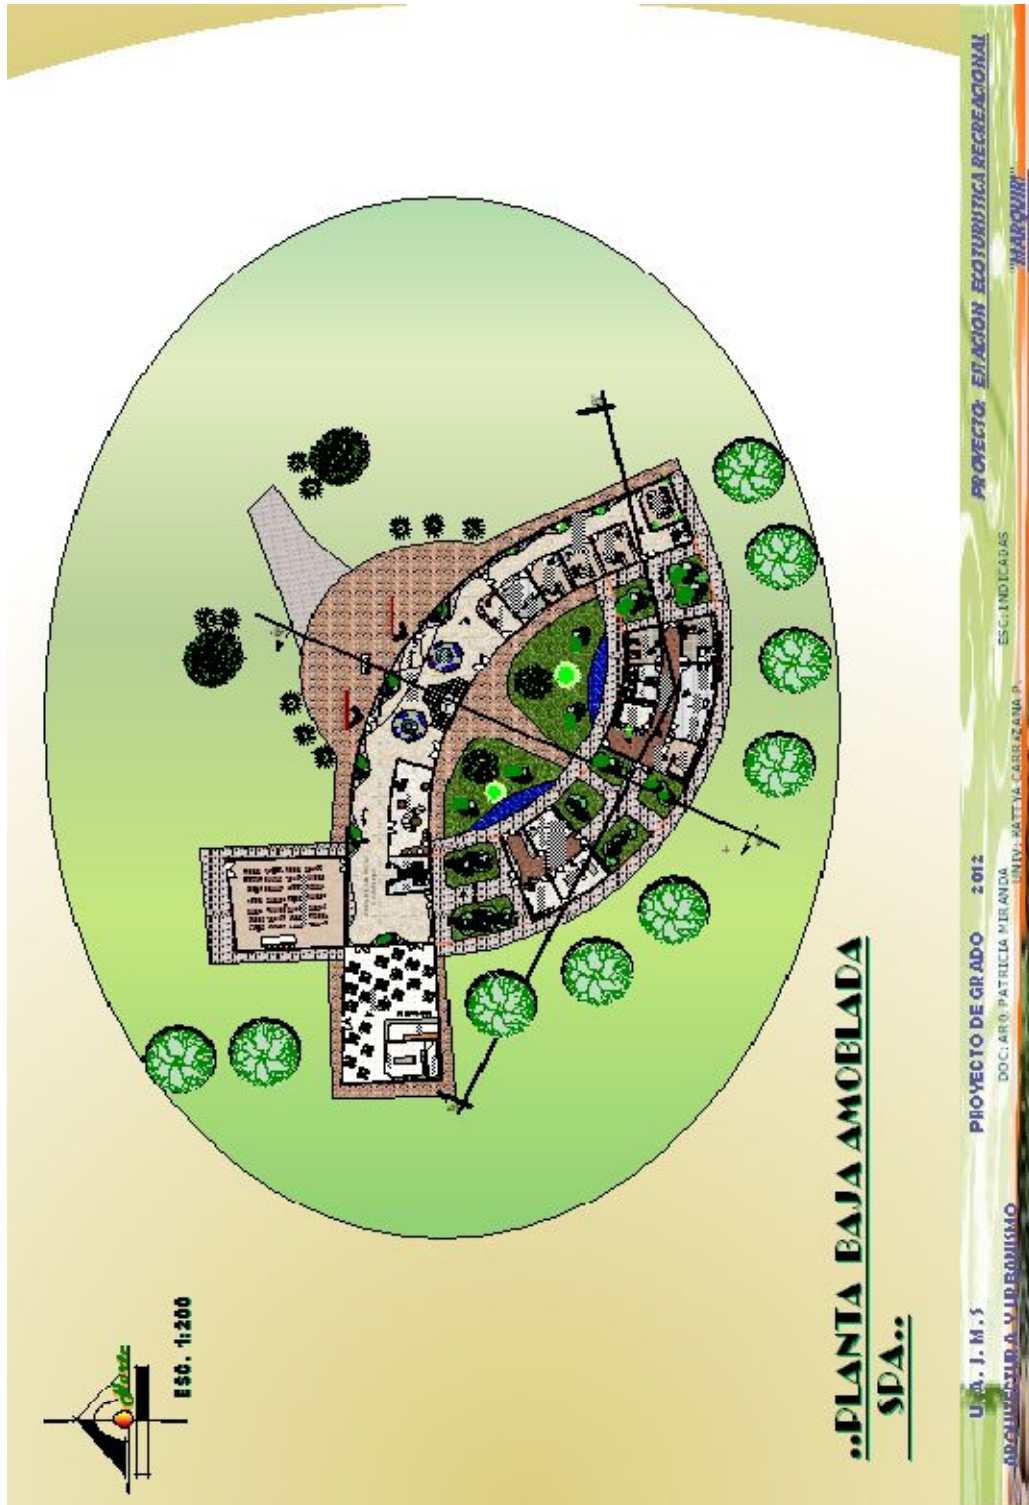 Norte
ESC. 1:200
..PLANTA BAJA AMOBLADA
SPA..
U. A. J. M. S
PROYECTO DE GRADO
2012
PROYECTO: ESTACION ECOTURISTICA RECREACIONAL
"MARQUIRI"
ARQUITECTURA Y URBANISMO
DOC: ARQ. PATRICIA MIRANDA
ESC: INDICADAS
UNIV: KATTYA CARRAZANA P.